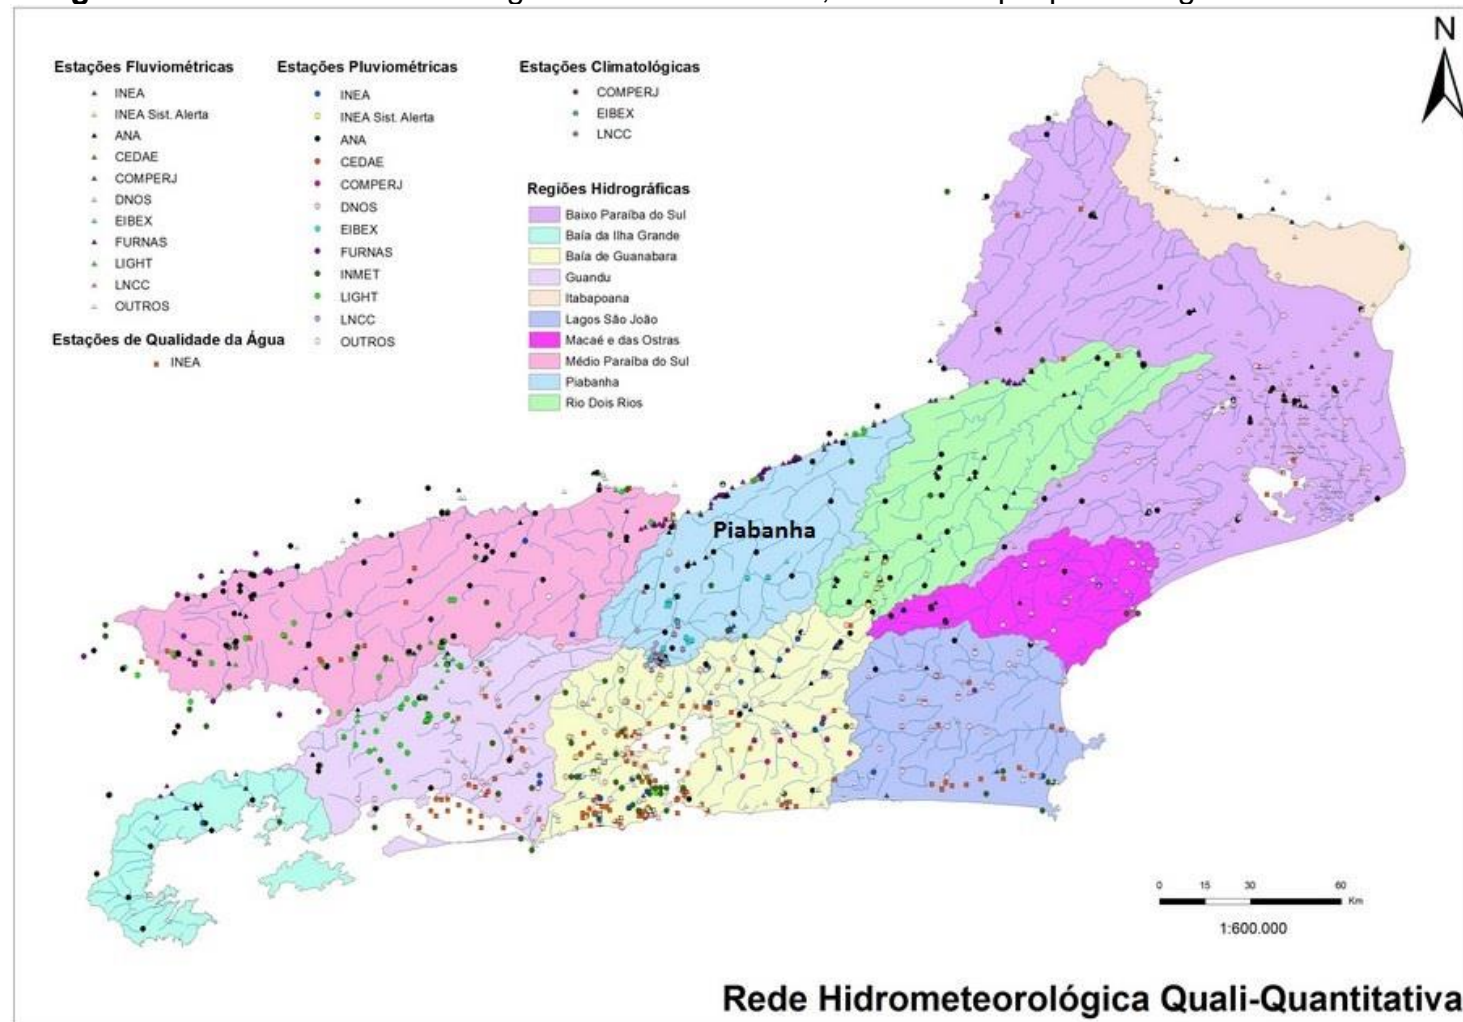 Estações Fluviométricas
INEA
INEA Sist. Alerta
ANA
CEDAE
COMPERJ
DNOS
EIBEX
FURNAS
LIGHT
LNCC
OUTROS
Estações de Qualidade da Água
INEA
Estações Pluviométricas
INEA
INEA Sist. Alerta
ANA
CEDAE
COMPERJ
DNOS
EIBEX
FURNAS
INMET
LIGHT
LNCC
OUTROS
Estações Climatológicas
COMPERJ
EIBEX
LNCC
Regiões Hidrográficas
Baixo Paraíba do Sul
Baía da Ilha Grande
Baía de Guanabara
Guandu
Itabapoana
Lagos São João
Macaé e das Ostras
Médio Paraíba do Sul
Piabanha
Rio Dois Rios
N
Piabanha
0 15 30 60
Km
1:600.000
Rede Hidrometeorológica Quali-Quantitativa